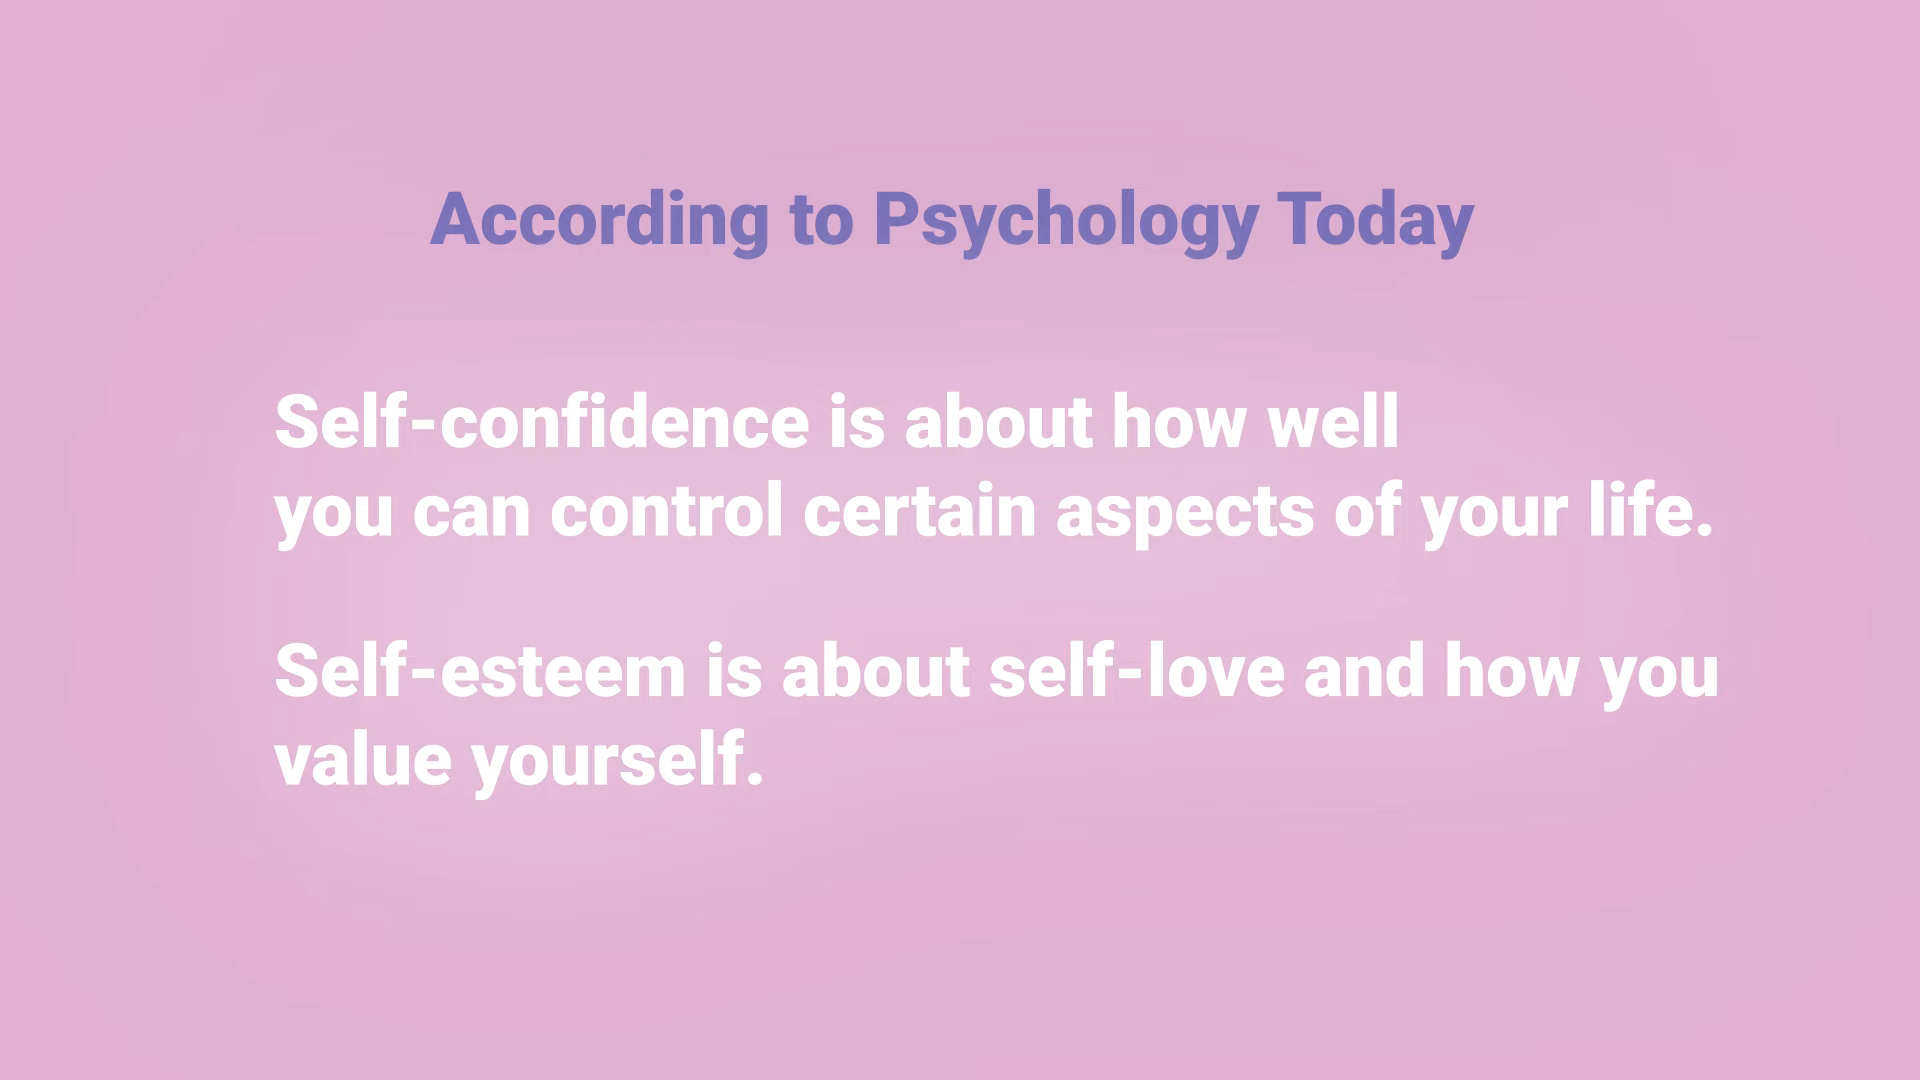 According to Psychology Today
Self-confidence is about how well
you can control certain aspects of your life.
Self-esteem is about self-love and how you
value yourself.